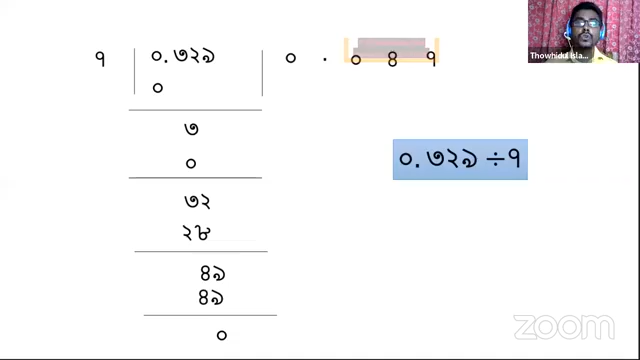 ৭ ০.৩২৯ ০ . ০ ৪ ৭
০
৩
০
৩২
২৮
৪৯
৪৯
০
০.৩২৯ ÷ ৭
Thowhidul Isla...
zoom